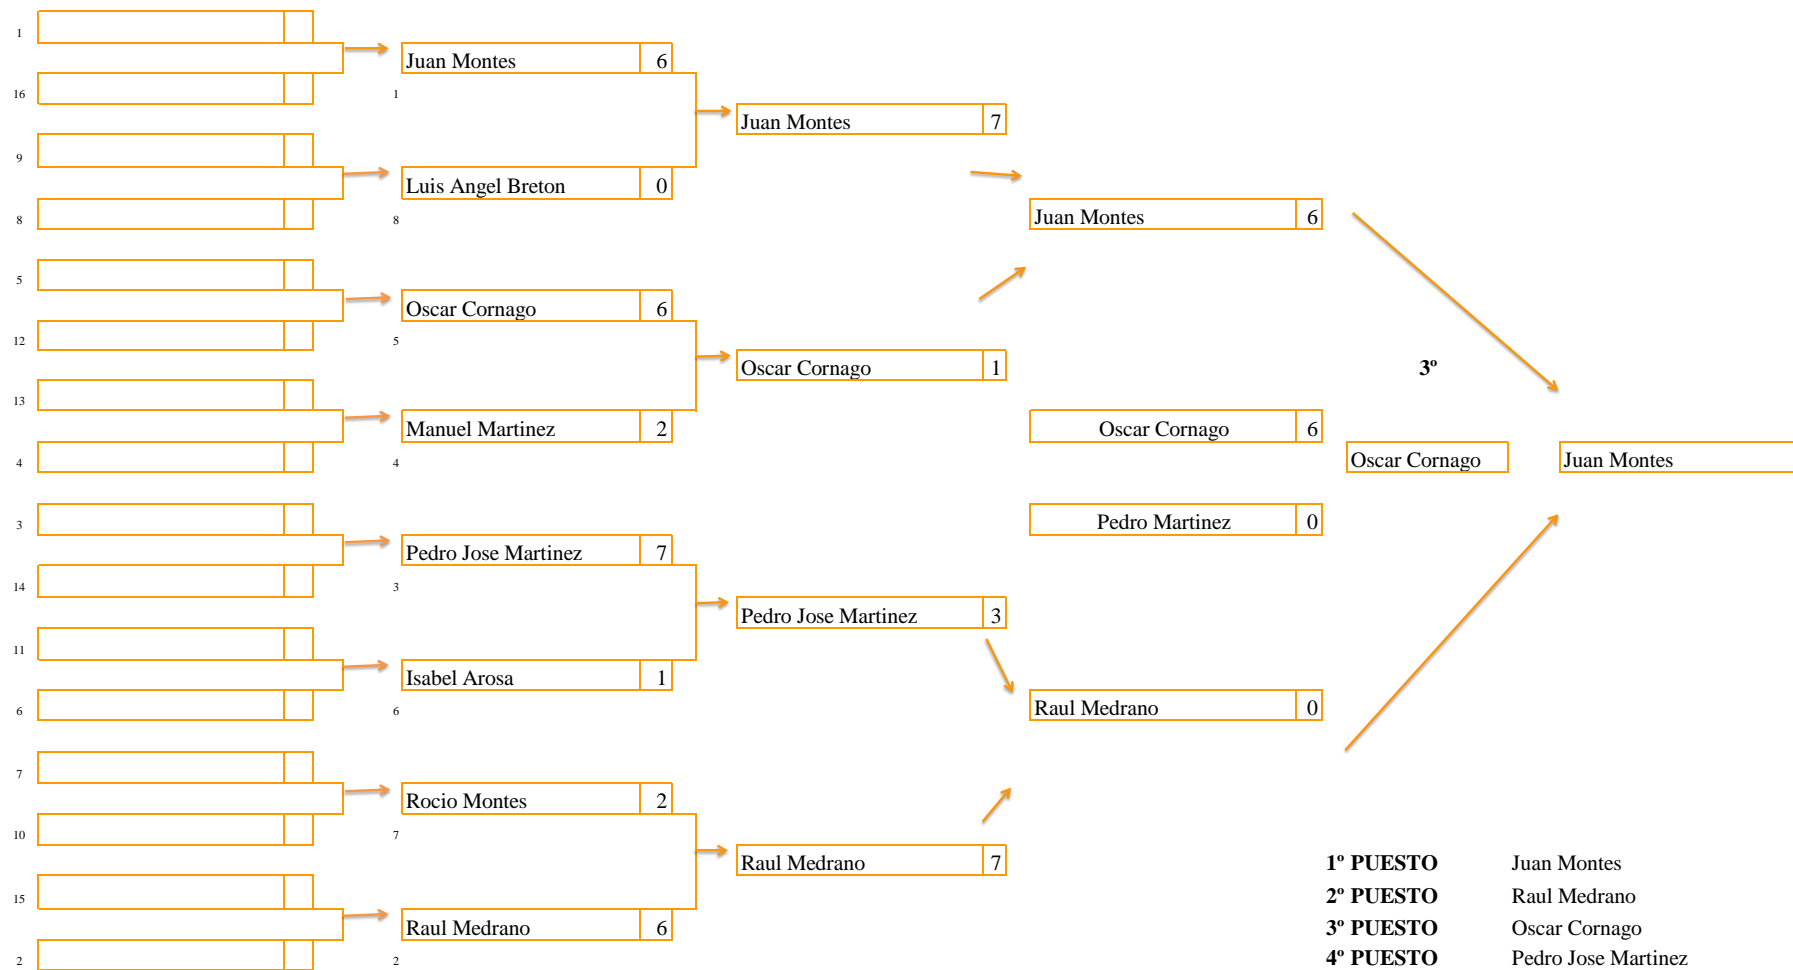 1
16
9
8
5
12
13
4
3
14
11
6
7
10
15
2
Juan Montes 6
1
Luis Angel Breton 0
8
Oscar Cornago 6
5
Manuel Martinez 2
4
Pedro Jose Martinez 7
3
Isabel Arosa 1
6
Rocio Montes 2
7
Raul Medrano 6
2
Juan Montes 7
Oscar Cornago 1
Pedro Jose Martinez 3
Raul Medrano 7
Juan Montes 6
Oscar Cornago 6
Pedro Martinez 0
Raul Medrano 0
3º
Oscar Cornago
Juan Montes
1º PUESTO Juan Montes
2º PUESTO Raul Medrano
3º PUESTO Oscar Cornago
4º PUESTO Pedro Jose Martinez